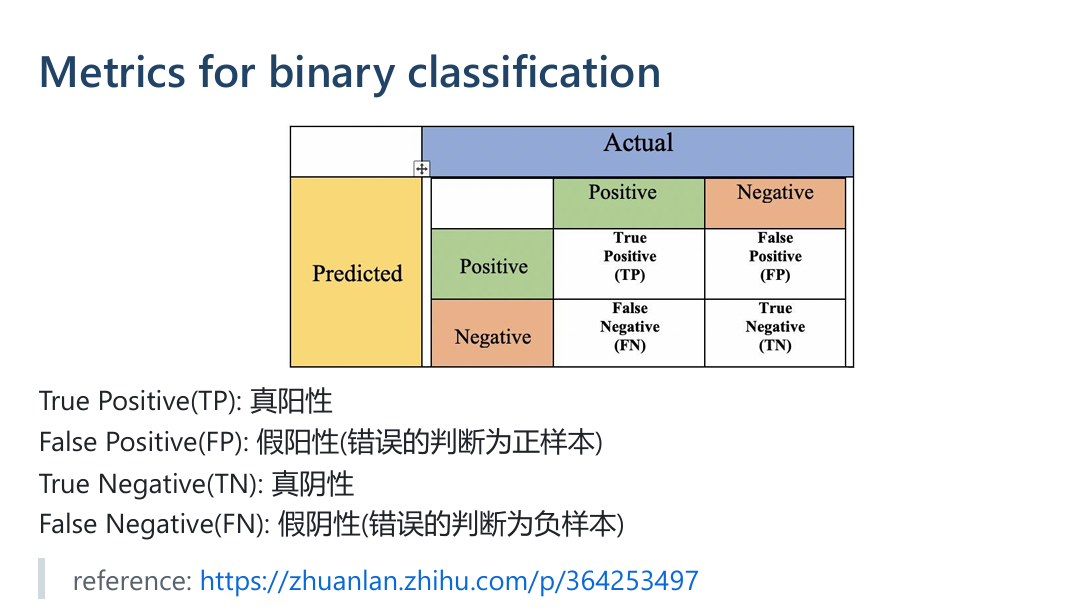 Metrics for binary classification
Actual
Positive
Negative
Predicted
Positive
True
Positive
(TP)
False
Positive
(FP)
Negative
False
Negative
(FN)
True
Negative
(TN)
True Positive(TP): 真阳性
False Positive(FP): 假阳性(错误的判断为正样本)
True Negative(TN): 真阴性
False Negative(FN): 假阴性(错误的判断为负样本)
reference: https://zhuanlan.zhihu.com/p/364253497